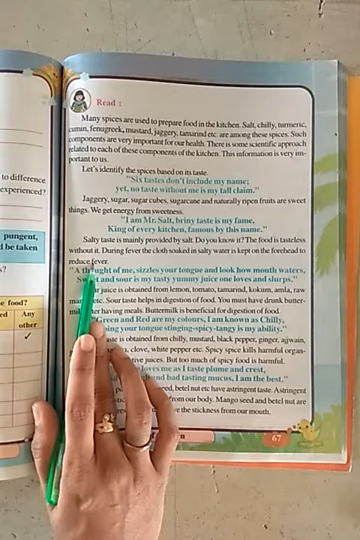 to difference
experienced?
pungent,
d be taken
s?
e food?
ed Any
other
✓
Read :
Many spices are used to prepare food in the kitchen. Salt, chilly, turmeric,
cumin, fenugreek, mustard, jaggery, tamarind etc. are among these spices. Such
components are very important for our health. There is some scientific approach
related to each of these components of the kitchen. This information is very im-
portant to us.
Let's identify the spices based on its taste.
"Six tastes don't include my name;
yet, no taste without me is my tall claim."
Jaggery, sugar, sugar cubes, sugarcane and naturally ripen fruits are sweet
things. We get energy from sweetness.
"I am Mr. Salt, briny taste is my fame,
King of every kitchen, famous by this name."
Salty taste is mainly provided by salt. Do you know it? The food is tasteless
without it. During fever the cloth soaked in salty water is kept on the forehead to
reduce fever.
"A thought of me, sizzles your tongue and look how mouth waters,
Sweet and sour is my tasty yummy juice one loves and slurps."
juice is obtained from lemon, tomato, tamarind, kokum, amla, raw
etc. Sour taste helps in digestion of food. You must have drunk butter-
after having meals. Buttermilk is beneficial for digestion of food.
"Green and Red are my colours, I am known as Chilly,
your tongue stinging-spicy-tangy is my ability."
taste is obtained from chilly, mustard, black pepper, ginger, ajwain,
clove, white pepper etc. Spicy spice kills harmful organ-
juices. But too much of spicy food is harmful.
loves me as I taste plume and crest,
and bad tasting mucus, I am the best."
betel nut etc have astringent taste. Astringent
from our body. Mango seed and betel nut are
the stickness from our mouth.
67